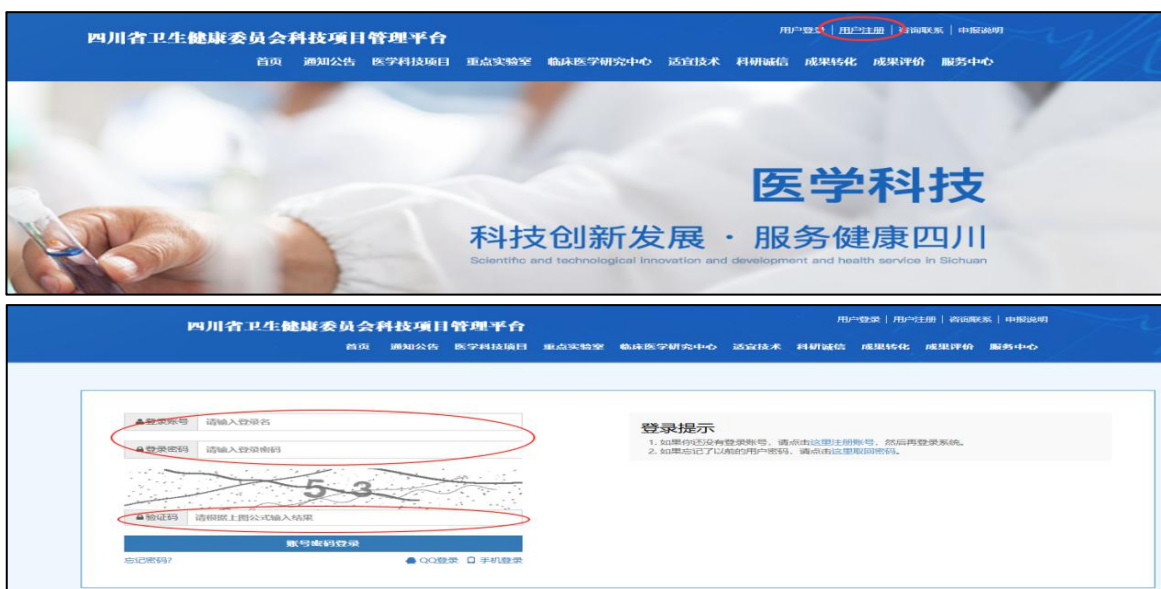 四川省卫生健康委员会科技项目管理平台
用户登录 | 用户注册 | 咨询联系 | 申报说明
首页 通知公告 医学科技项目 重点实验室 临床医学研究中心 适宜技术 科研诚信 成果转化 成果评价 服务中心
医学科技
科技创新发展 · 服务健康四川
Scientific and technological innovation and development and health service in Sichuan
四川省卫生健康委员会科技项目管理平台
用户登录 | 用户注册 | 咨询联系 | 申报说明
首页 通知公告 医学科技项目 重点实验室 临床医学研究中心 适宜技术 科研诚信 成果转化 成果评价 服务中心
登录账号 请输入登录名
登录密码 请输入登录密码
5-3
验证码 请根据上图公式输入结果
账号密码登录
忘记密码? QQ登录 手机登录
登录提示
1. 如果你还没有登录账号，请点击这里注册账号，然后再登录系统。
2. 如果忘记了以前的用户密码，请点击这里取回密码。